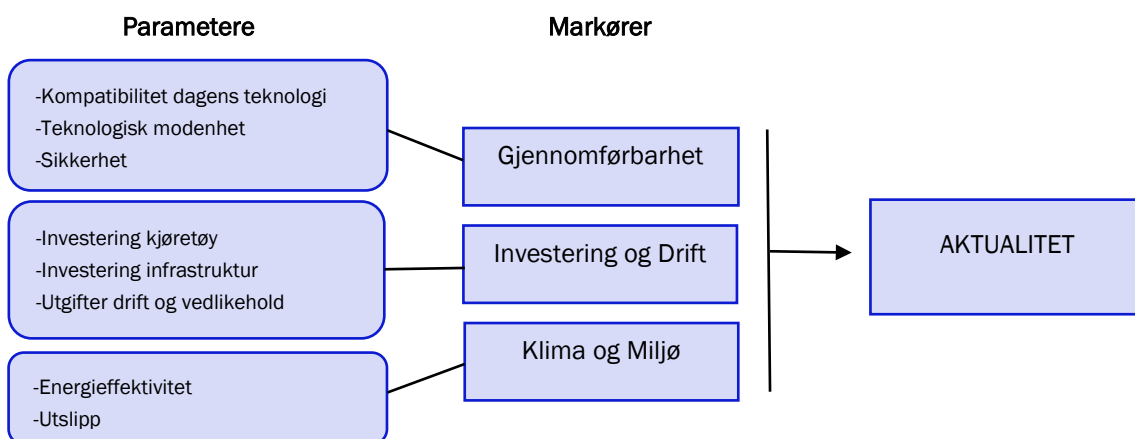 Parametere
Markører
-Kompatibilitet dagens teknologi
-Teknologisk modenhet
-Sikkerhet
Gjennomførbarhet
-Investering kjøretøy
-Investering infrastruktur
-Utgifter drift og vedlikehold
Investering og Drift
-Energieffektivitet
-Utslipp
Klima og Miljø
AKTUALITET